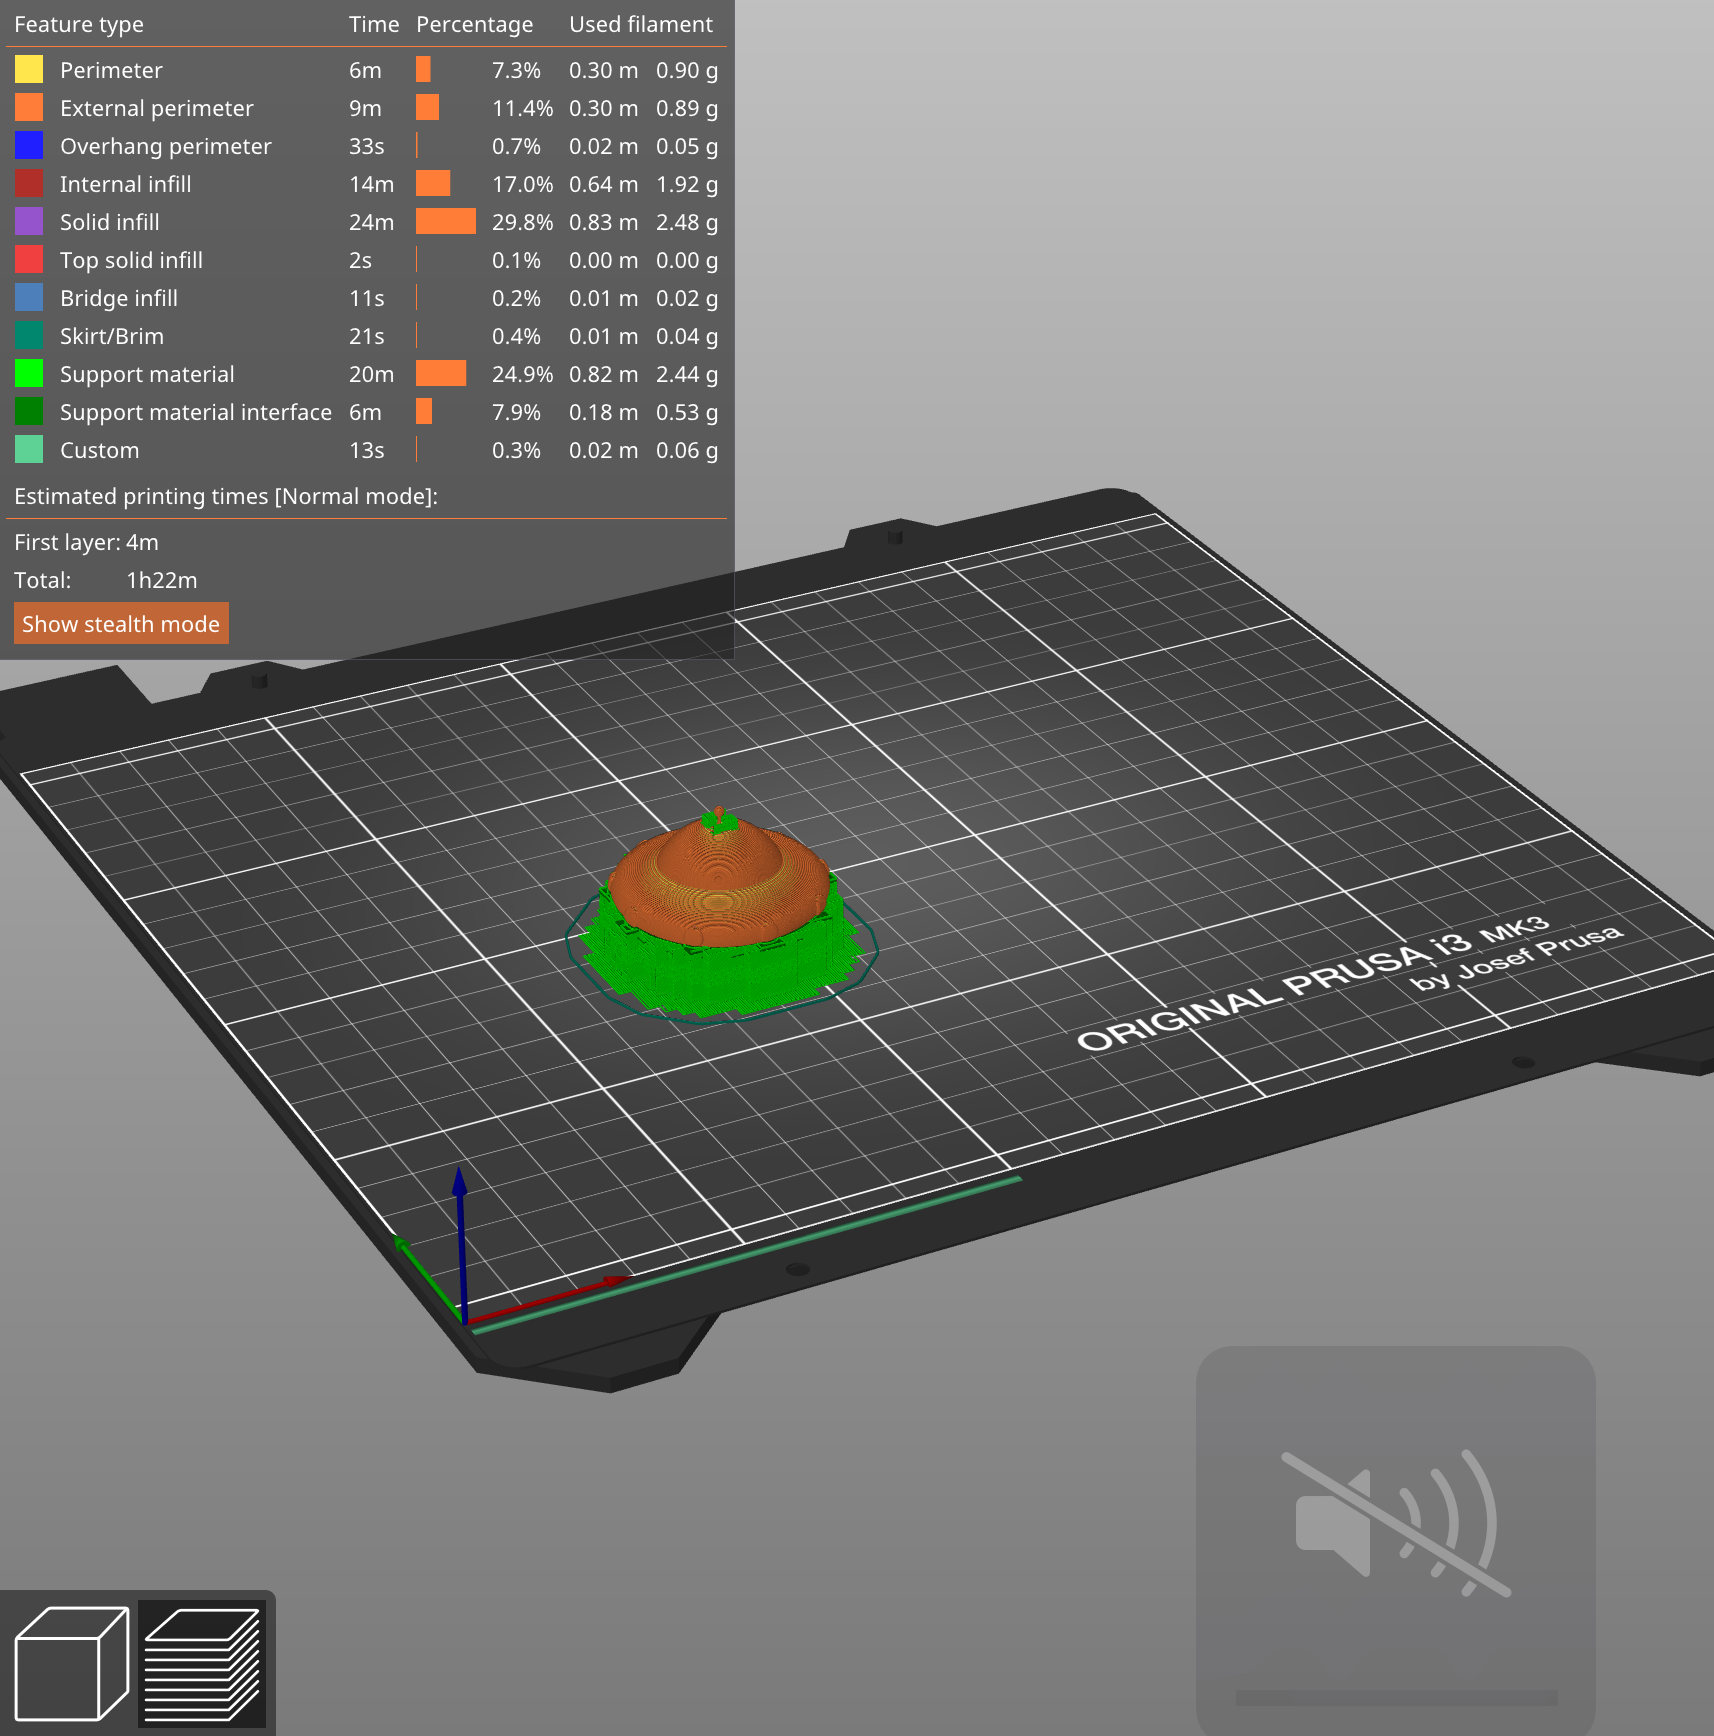 Feature type Time Percentage Used filament
Perimeter 6m 7.3% 0.30 m 0.90 g
External perimeter 9m 11.4% 0.30 m 0.89 g
Overhang perimeter 33s 0.7% 0.02 m 0.05 g
Internal infill 14m 17.0% 0.64 m 1.92 g
Solid infill 24m 29.8% 0.83 m 2.48 g
Top solid infill 2s 0.1% 0.00 m 0.00 g
Bridge infill 11s 0.2% 0.01 m 0.02 g
Skirt/Brim 21s 0.4% 0.01 m 0.04 g
Support material 20m 24.9% 0.82 m 2.44 g
Support material interface 6m 7.9% 0.18 m 0.53 g
Custom 13s 0.3% 0.02 m 0.06 g
Estimated printing times [Normal mode]:
First layer: 4m
Total: 1h22m
Show stealth mode
ORIGINAL PRUSA i3 MK3
by Josef Prusa